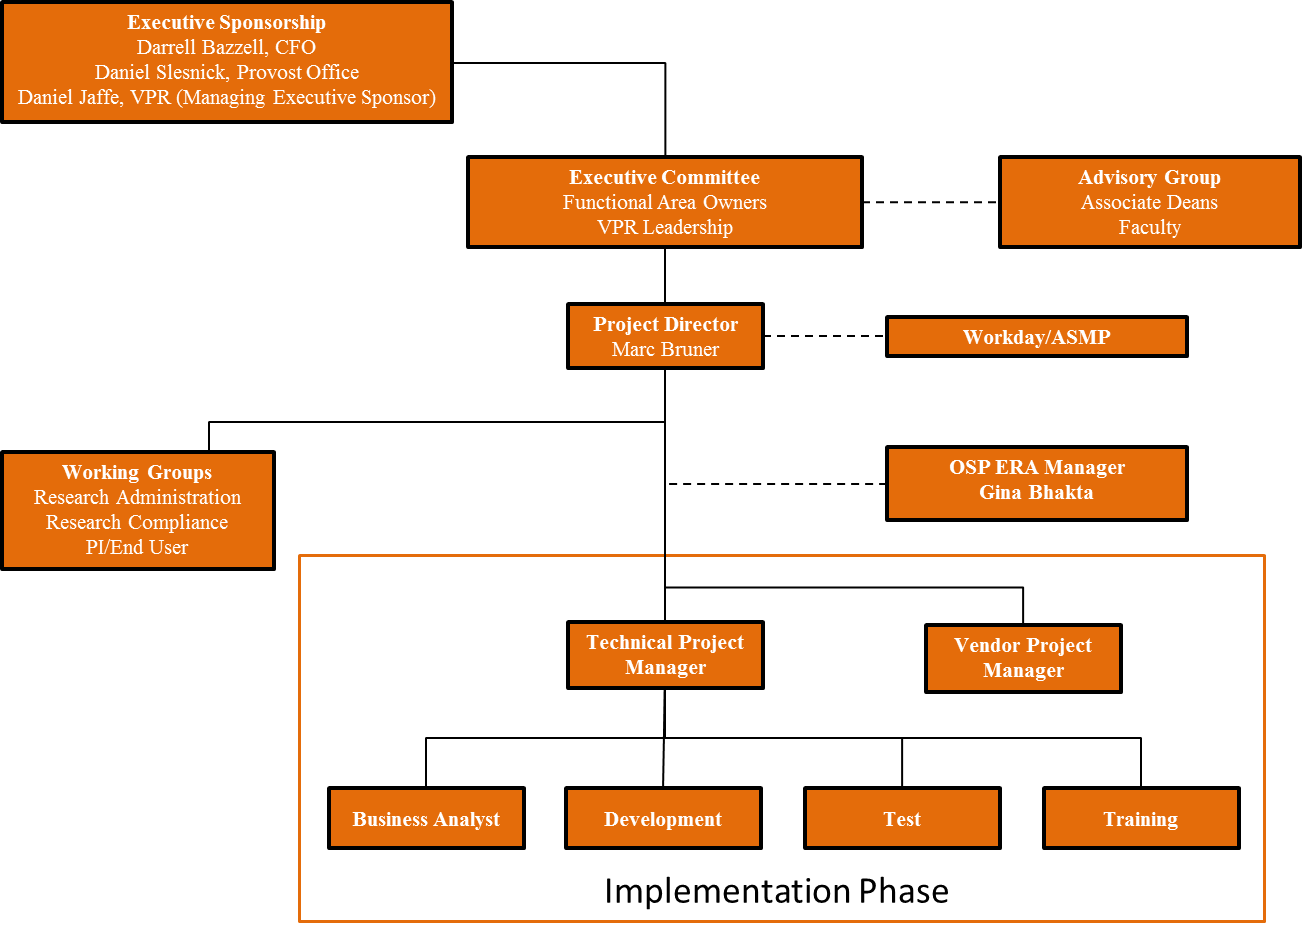 Executive Sponsorship
Darrell Bazzell, CFO
Daniel Slesnick, Provost Office
Daniel Jaffe, VPR (Managing Executive Sponsor)
Executive Committee
Functional Area Owners
VPR Leadership
Advisory Group
Associate Deans
Faculty
Project Director
Marc Bruner
Workday/ASMP
Working Groups
Research Administration
Research Compliance
PI/End User
OSP ERA Manager
Gina Bhakta
Technical Project
Manager
Vendor Project
Manager
Business Analyst
Development
Test
Training
Implementation Phase